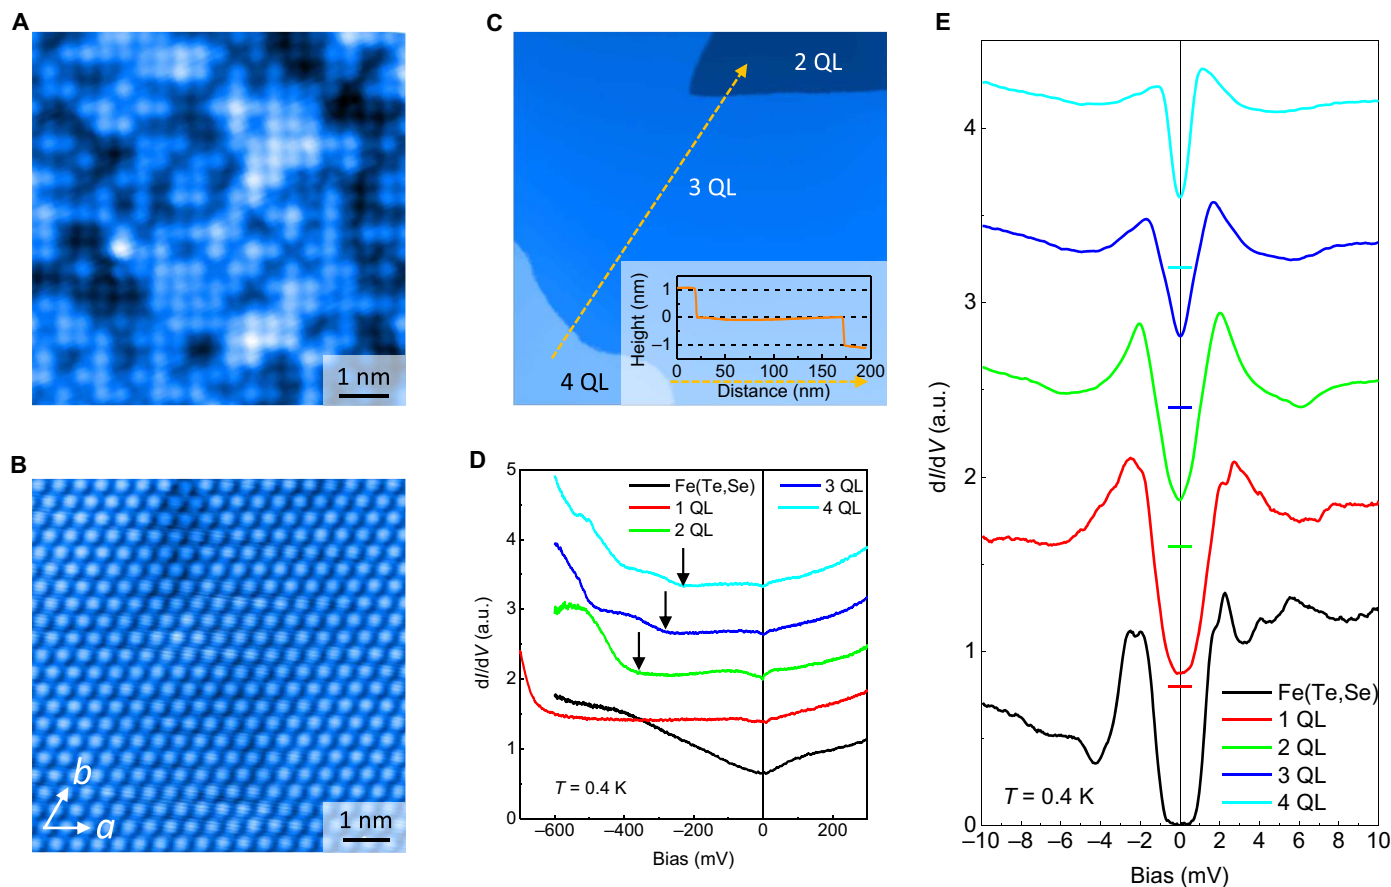 A
1 nm
B
b
a
1 nm
C
2 QL
3 QL
4 QL
Height (nm)
1
0
–1
0 50 100 150 200
Distance (nm)
D
dI/dV (a.u.)
5
4
3
2
1
0
Fe(Te,Se)
1 QL
2 QL
3 QL
4 QL
T = 0.4 K
–600 –400 –200 0 200
Bias (mV)
E
dI/dV (a.u.)
4
3
2
1
0
Fe(Te,Se)
1 QL
2 QL
3 QL
4 QL
T = 0.4 K
–10 –8 –6 –4 –2 0 2 4 6 8 10
Bias (mV)